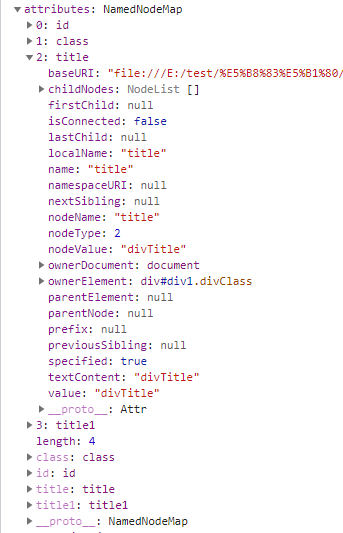 attributes: NamedNodeMap
0: id
1: class
2: title
baseURI: "file:///E:/test/%E5%B8%83%E5%B1%80/
childNodes: NodeList []
firstChild: null
isConnected: false
lastChild: null
localName: "title"
name: "title"
namespaceURI: null
nextSibling: null
nodeName: "title"
nodeType: 2
nodeValue: "divTitle"
ownerDocument: document
ownerElement: div#div1.divClass
parentElement: null
parentNode: null
prefix: null
previousSibling: null
specified: true
textContent: "divTitle"
value: "divTitle"
__proto__: Attr
3: title1
length: 4
class: class
id: id
title: title
title1: title1
__proto__: NamedNodeMap